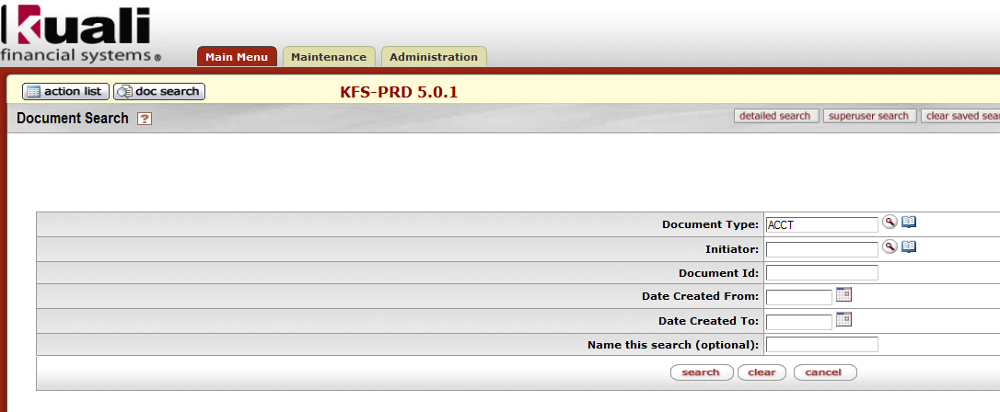 kuali
financial systems ®
Main Menu Maintenance Administration
action list doc search KFS-PRD 5.0.1
Document Search ? detailed search superuser search clear saved sear
Document Type: ACCT
Initiator:
Document Id:
Date Created From:
Date Created To:
Name this search (optional):
search clear cancel